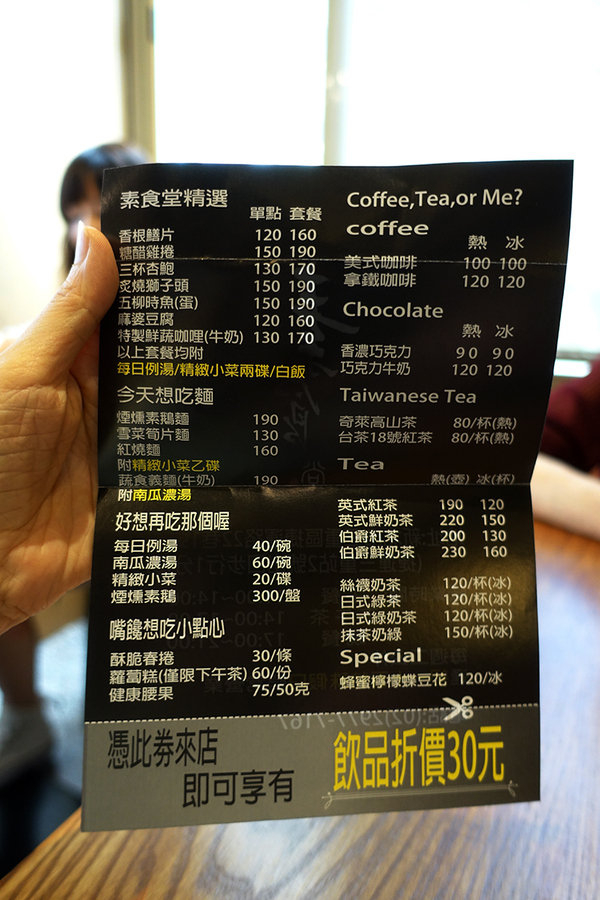 素食堂精選
單點 套餐
香根鱔片 120 160
糖醋雞捲 150 190
三杯杏鮑 130 170
炙燒獅子頭 150 190
五柳時魚(蛋) 150 190
麻婆豆腐 120 160
特製鮮蔬咖哩(牛奶) 130 170
以上套餐均附
每日例湯/精緻小菜兩碟/白飯
今天想吃麵
煙燻素鵝麵 190
雪菜筍片麵 130
紅燒麵 160
附精緻小菜乙碟
蔬食義麵(牛奶) 190
附南瓜濃湯
好想再吃那個喔
每日例湯 40/碗
南瓜濃湯 60/碗
精緻小菜 20/碟
煙燻素鵝 300/盤
嘴饞想吃小點心
酥脆春捲 30/條
蘿蔔糕(僅限下午茶) 60/份
健康腰果 75/50克
Coffee,Tea,or Me?
coffee
熱 冰
美式咖啡 100 100
拿鐵咖啡 120 120
Chocolate
熱 冰
香濃巧克力 90 90
巧克力牛奶 120 120
Taiwanese Tea
奇萊高山茶 80/杯(熱)
台茶18號紅茶 80/杯(熱)
Tea
熱(壺) 冰(杯)
英式紅茶 190 120
英式鮮奶茶 220 150
伯爵紅茶 200 130
伯爵鮮奶茶 230 160
絲襪奶茶 120/杯(冰)
日式綠茶 120/杯(冰)
日式綠奶茶 120/杯(冰)
抹茶奶綠 150/杯(冰)
Special
蜂蜜檸檬蝶豆花 120/冰
憑此券來店
即可享有
飲品折價30元